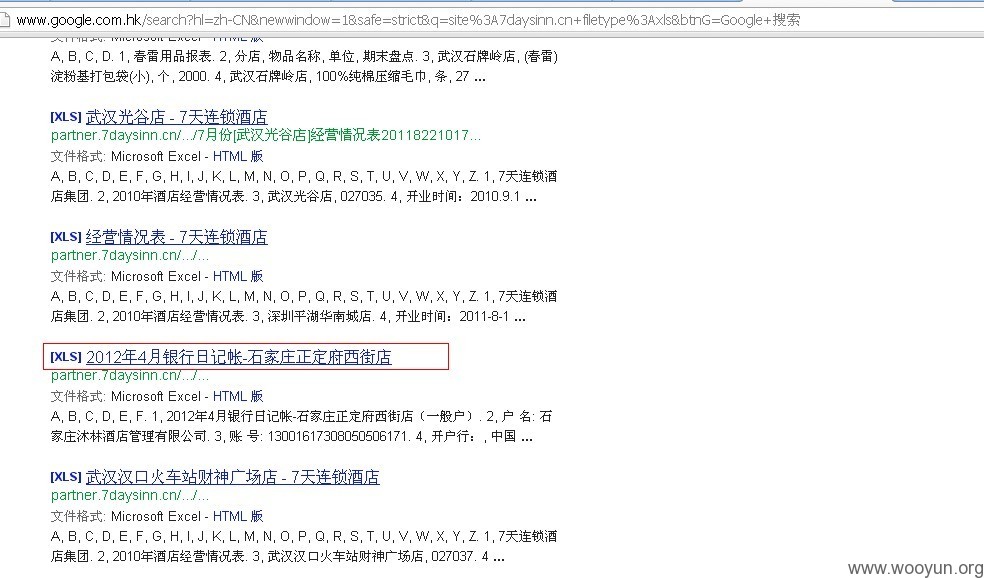 www.google.com.hk/search?hl=zh-CN&newwindow=1&safe=strict&q=site%3A7daysinn.cn+filetype%3Axls&btnG=Google+搜索
文件格式: Microsoft Excel - HTML 版
A, B, C, D. 1, 春雷用品报表. 2, 分店, 物品名称, 单位, 期末盘点. 3, 武汉石牌岭店, (春雷)
淀粉基打包袋(小), 个, 2000. 4, 武汉石牌岭店, 100%纯棉压缩毛巾, 条, 27 ...
[XLS] 武汉光谷店 - 7天连锁酒店
partner.7daysinn.cn/.../7月份[武汉光谷店]经营情况表20118221017...
文件格式: Microsoft Excel - HTML 版
A, B, C, D, E, F, G, H, I, J, K, L, M, N, O, P, Q, R, S, T, U, V, W, X, Y, Z. 1, 7天连锁酒
店集团. 2, 2010年酒店经营情况表. 3, 武汉光谷店, 027035. 4, 开业时间：2010.9.1 ...
[XLS] 经营情况表 - 7天连锁酒店
partner.7daysinn.cn/.../...
文件格式: Microsoft Excel - HTML 版
A, B, C, D, E, F, G, H, I, J, K, L, M, N, O, P, Q, R, S, T, U, V, W, X, Y, Z. 1, 7天连锁酒
店集团. 2, 2010年酒店经营情况表. 3, 深圳平湖华南城店. 4, 开业时间：2011-8-1 ...
[XLS] 2012年4月银行日记帐-石家庄正定府西街店
partner.7daysinn.cn/.../...
文件格式: Microsoft Excel - HTML 版
A, B, C, D, E, F. 1, 2012年4月银行日记帐-石家庄正定府西街店（一般户）. 2, 户 名: 石
家庄沐林酒店管理有限公司. 3, 账 号: 13001617308050506171. 4, 开户行：, 中国 ...
[XLS] 武汉汉口火车站财神广场店 - 7天连锁酒店
partner.7daysinn.cn/.../...
文件格式: Microsoft Excel - HTML 版
A, B, C, D, E, F, G, H, I, J, K, L, M, N, O, P, Q, R, S, T, U, V, W, X, Y, Z. 1, 7天连锁酒
店集团. 2, 2010年酒店经营情况表. 3, 武汉汉口火车站财神广场店, 027037. 4 ...
www.wooyun.org